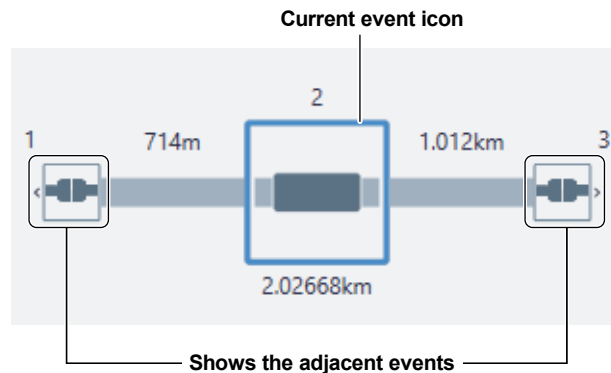 Current event icon
2
1 714m 1.012km 3
2.02668km
Shows the adjacent events